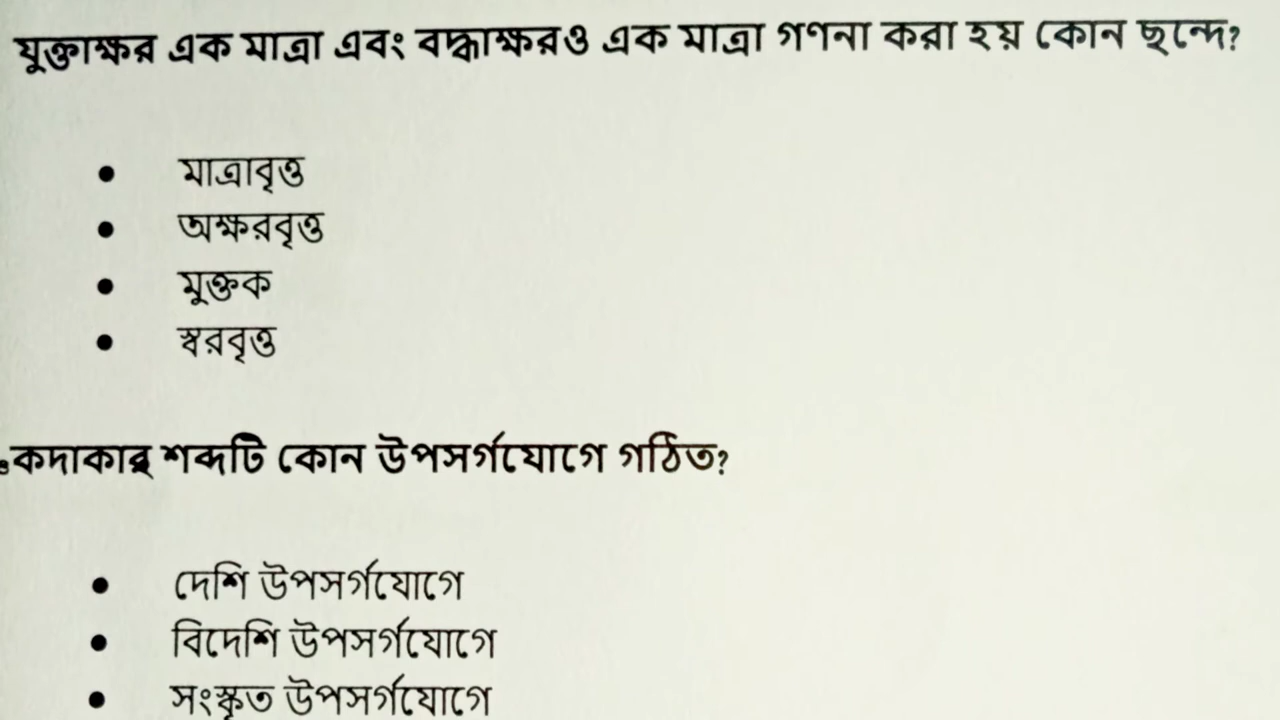 যুক্তাক্ষর এক মাত্রা এবং বদ্ধাক্ষরও এক মাত্রা গণনা করা হয় কোন ছন্দে?
• মাত্রাবৃত্ত
• অক্ষরবৃত্ত
• মুক্তক
• স্বরবৃত্ত
কদাকার শব্দটি কোন উপসর্গযোগে গঠিত?
• দেশি উপসর্গযোগে
• বিদেশি উপসর্গযোগে
• সংস্কৃত উপসর্গযোগে